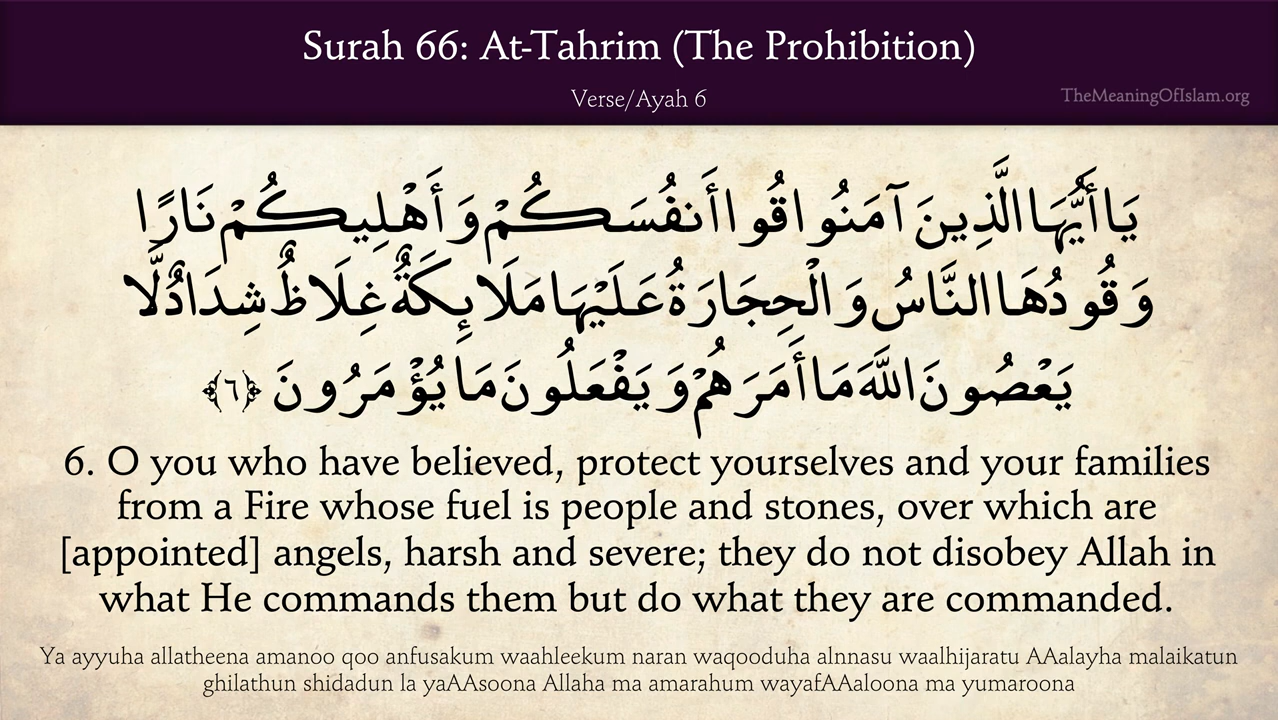 Surah 66: At-Tahrim (The Prohibition)
Verse/Ayah 6
TheMeaningOfIslam.org
يَا أَيُّهَا الَّذِينَ آمَنُوا قُوا أَنفُسَكُمْ وَأَهْلِيكُمْ نَارًا
وَقُودُهَا النَّاسُ وَالْحِجَارَةُ عَلَيْهَا مَلَائِكَةٌ غِلَاظٌ شِدَادٌ لَّا
يَعْصُونَ اللَّهَ مَا أَمَرَهُمْ وَيَفْعَلُونَ مَا يُؤْمَرُونَ ﴿٦﴾
6. O you who have believed, protect yourselves and your families
from a Fire whose fuel is people and stones, over which are
[appointed] angels, harsh and severe; they do not disobey Allah in
what He commands them but do what they are commanded.
Ya ayyuha allatheena amanoo qoo anfusakum waahleekum naran waqooduha alnnasu waalhijaratu AAalayha malaikatun
ghilathun shidadun la yaAAsoona Allaha ma amarahum wayafAAaloona ma yumaroona